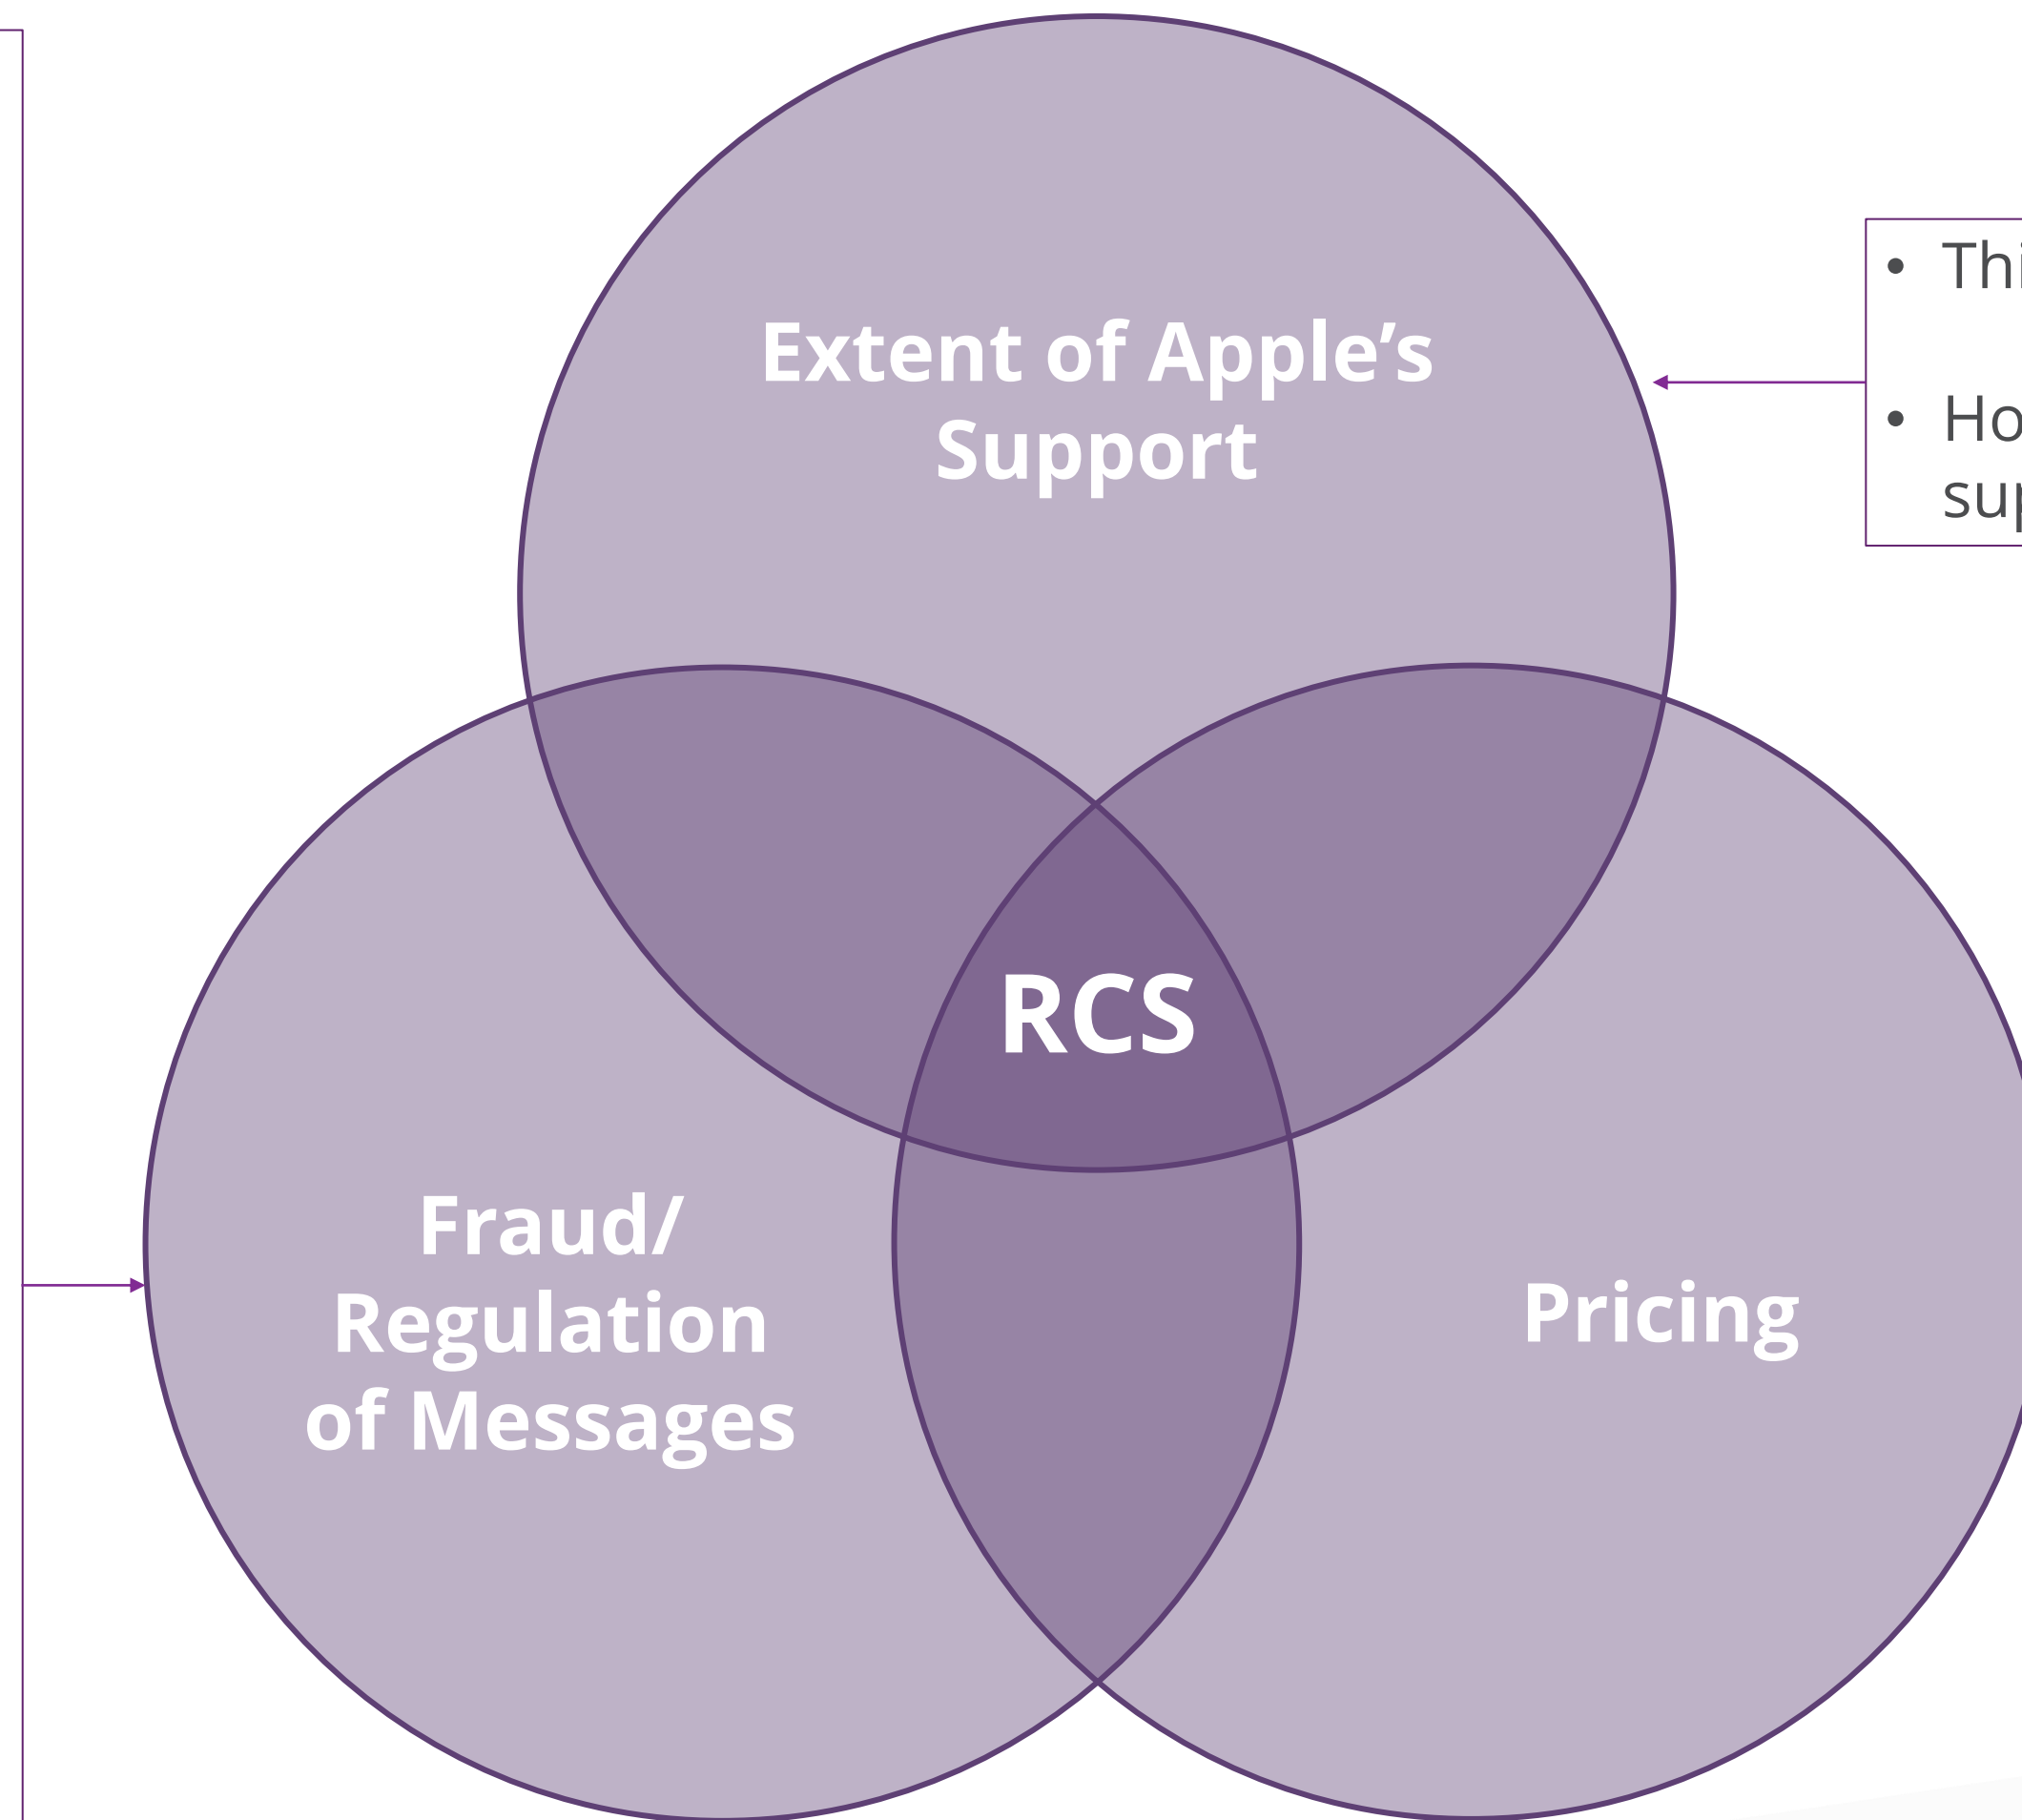 Extent of Apple’s
Support
RCS
Fraud/
Regulation
of Messages
Pricing